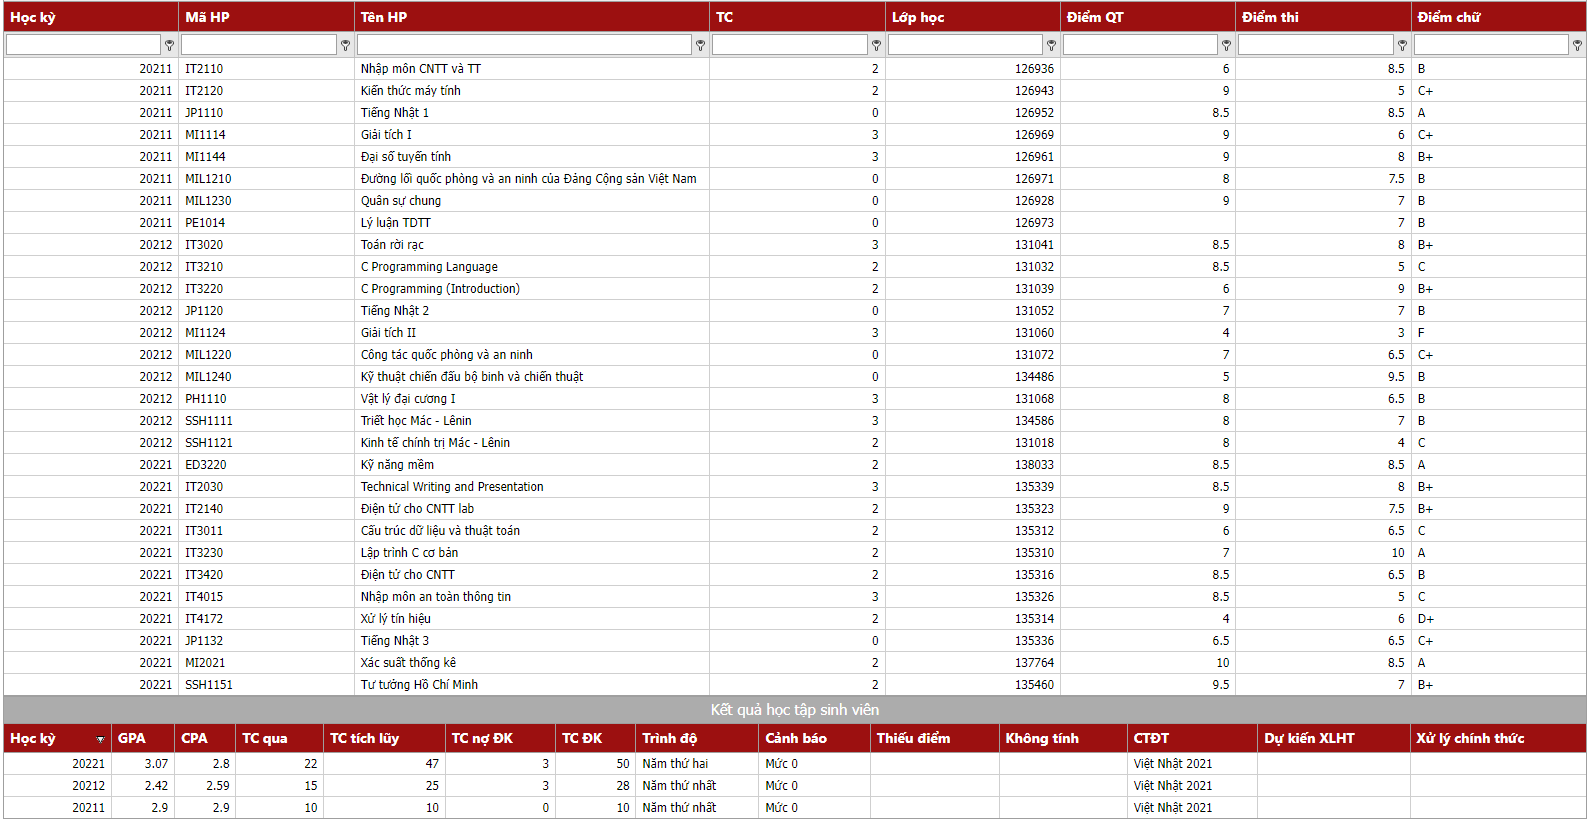 Học kỳ Mã HP Tên HP TC Lớp học Điểm QT Điểm thi Điểm chữ
20211 IT2110 Nhập môn CNTT và TT 2 126936 6 8.5 B
20211 IT2120 Kiến thức máy tính 2 126943 9 5 C+
20211 JP1110 Tiếng Nhật 1 0 126952 8.5 8.5 A
20211 MI1114 Giải tích I 3 126969 9 6 C+
20211 MI1144 Đại số tuyến tính 3 126961 9 8 B+
20211 MIL1210 Đường lối quốc phòng và an ninh của Đảng Cộng sản Việt Nam 0 126971 8 7.5 B
20211 MIL1230 Quân sự chung 0 126928 9 7 B
20211 PE1014 Lý luận TDTT 0 126973 7 B
20212 IT3020 Toán rời rạc 3 131041 8.5 8 B+
20212 IT3210 C Programming Language 2 131032 8.5 5 C
20212 IT3220 C Programming (Introduction) 2 131039 6 9 B+
20212 JP1120 Tiếng Nhật 2 0 131052 7 7 B
20212 MI1124 Giải tích II 3 131060 4 3 F
20212 MIL1220 Công tác quốc phòng và an ninh 0 131072 7 6.5 C+
20212 MIL1240 Kỹ thuật chiến đấu bộ binh và chiến thuật 0 134486 5 9.5 B
20212 PH1110 Vật lý đại cương I 3 131068 8 6.5 B
20212 SSH1111 Triết học Mác - Lênin 3 134586 8 7 B
20212 SSH1121 Kinh tế chính trị Mác - Lênin 2 131018 8 4 C
20221 ED3220 Kỹ năng mềm 2 138033 8.5 8.5 A
20221 IT2030 Technical Writing and Presentation 3 135339 8.5 8 B+
20221 IT2140 Điện tử cho CNTT lab 2 135323 9 7.5 B+
20221 IT3011 Cấu trúc dữ liệu và thuật toán 2 135312 6 6.5 C
20221 IT3230 Lập trình C cơ bản 2 135310 7 10 A
20221 IT3420 Điện tử cho CNTT 2 135316 8.5 6.5 B
20221 IT4015 Nhập môn an toàn thông tin 3 135326 8.5 5 C
20221 IT4172 Xử lý tín hiệu 2 135314 4 6 D+
20221 JP1132 Tiếng Nhật 3 0 135336 6.5 6.5 C+
20221 MI2021 Xác suất thống kê 2 137764 10 8.5 A
20221 SSH1151 Tư tưởng Hồ Chí Minh 2 135460 9.5 7 B+
Kết quả học tập sinh viên
Học kỳ GPA CPA TC qua TC tích lũy TC nợ ĐK TC ĐK Trình độ Cảnh báo Thiếu điểm Không tính CTĐT Dự kiến XLHT Xử lý chính thức
20221 3.07 2.8 22 47 3 50 Năm thứ hai Mức 0 Việt Nhật 2021
20212 2.42 2.59 15 25 3 28 Năm thứ nhất Mức 0 Việt Nhật 2021
20211 2.9 2.9 10 10 0 10 Năm thứ nhất Mức 0 Việt Nhật 2021